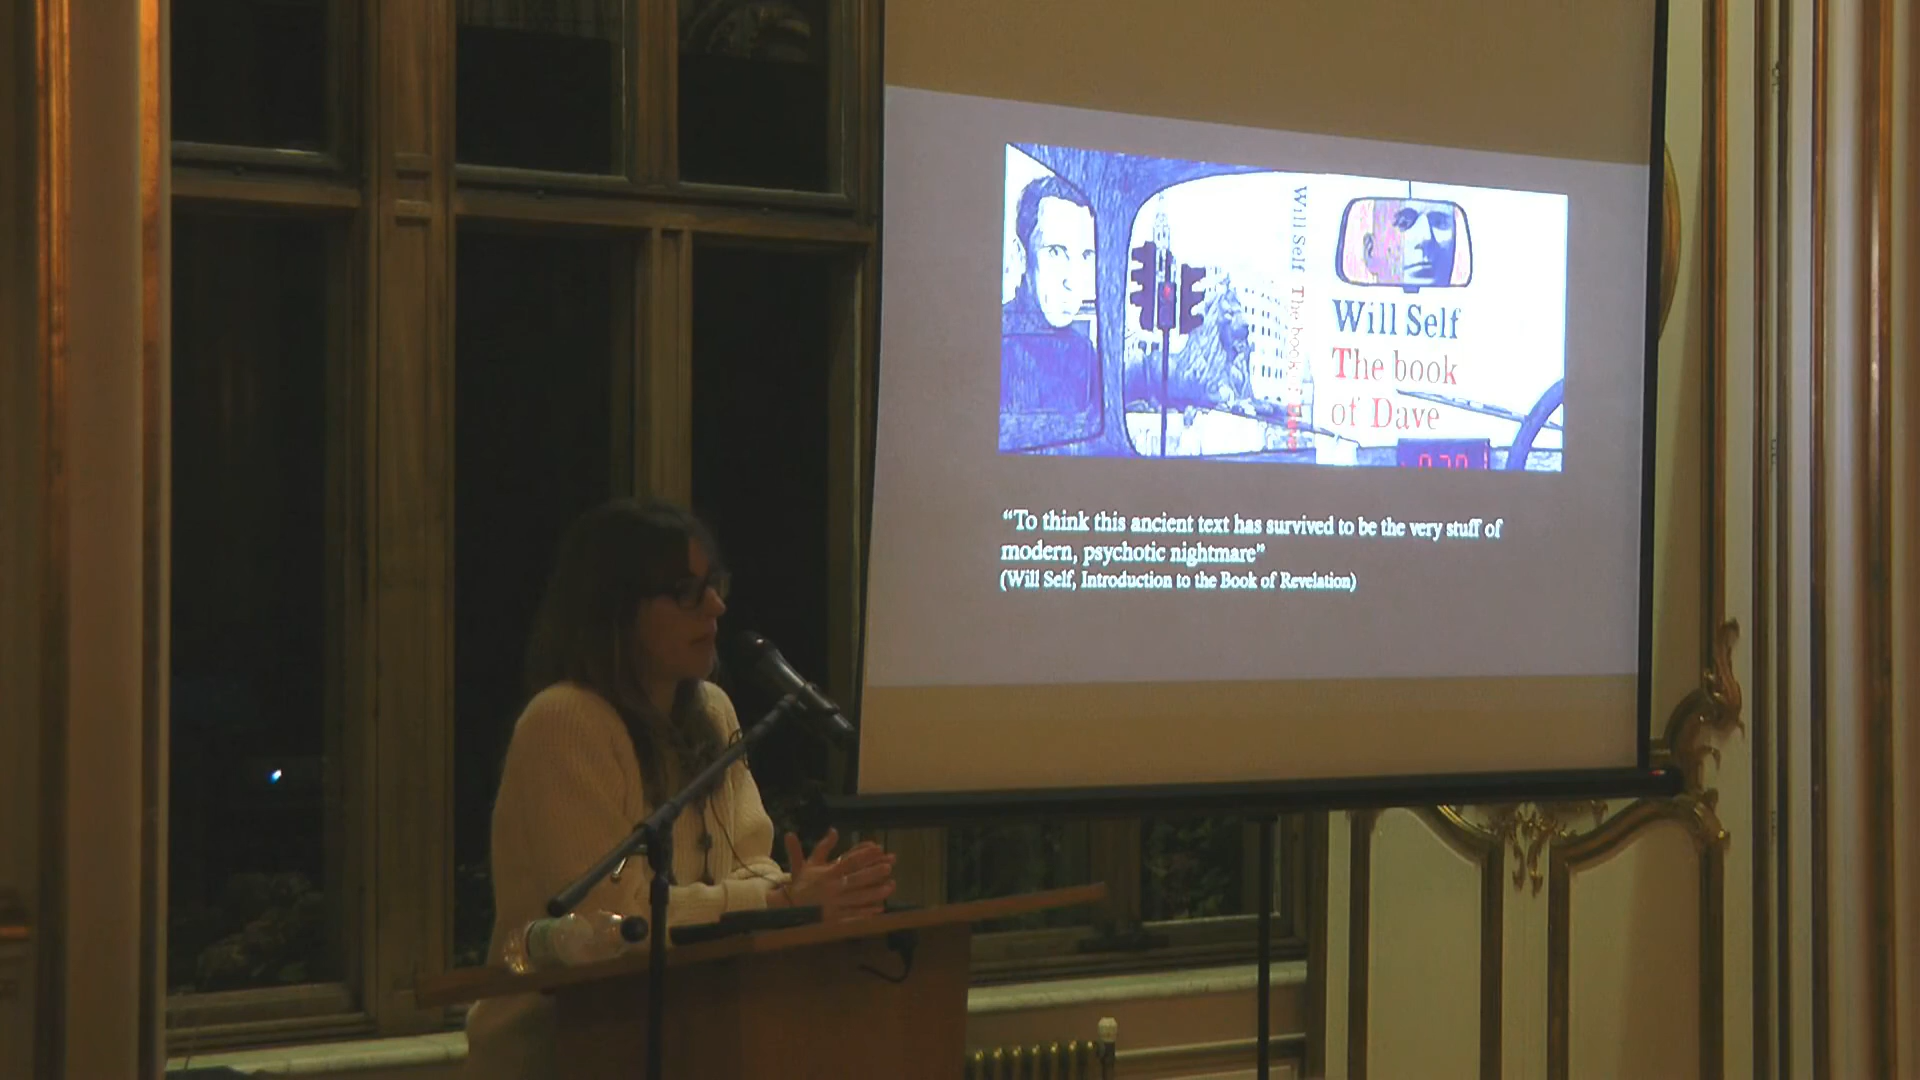 Will Self The book of Dave
Will Self
The book
of Dave
“To think this ancient text has survived to be the very stuff of
modern, psychotic nightmare”
(Will Self, Introduction to the Book of Revelation)